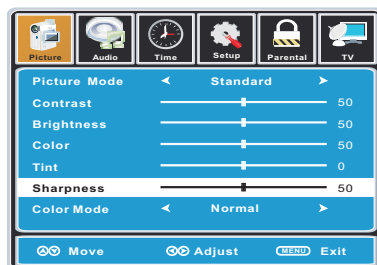 Picture Audio Time Setup Parental TV
Picture Mode Standard
Contrast 50
Brightness 50
Color 50
Tint 0
Sharpness 50
Color Mode Normal
Move Adjust MENU Exit